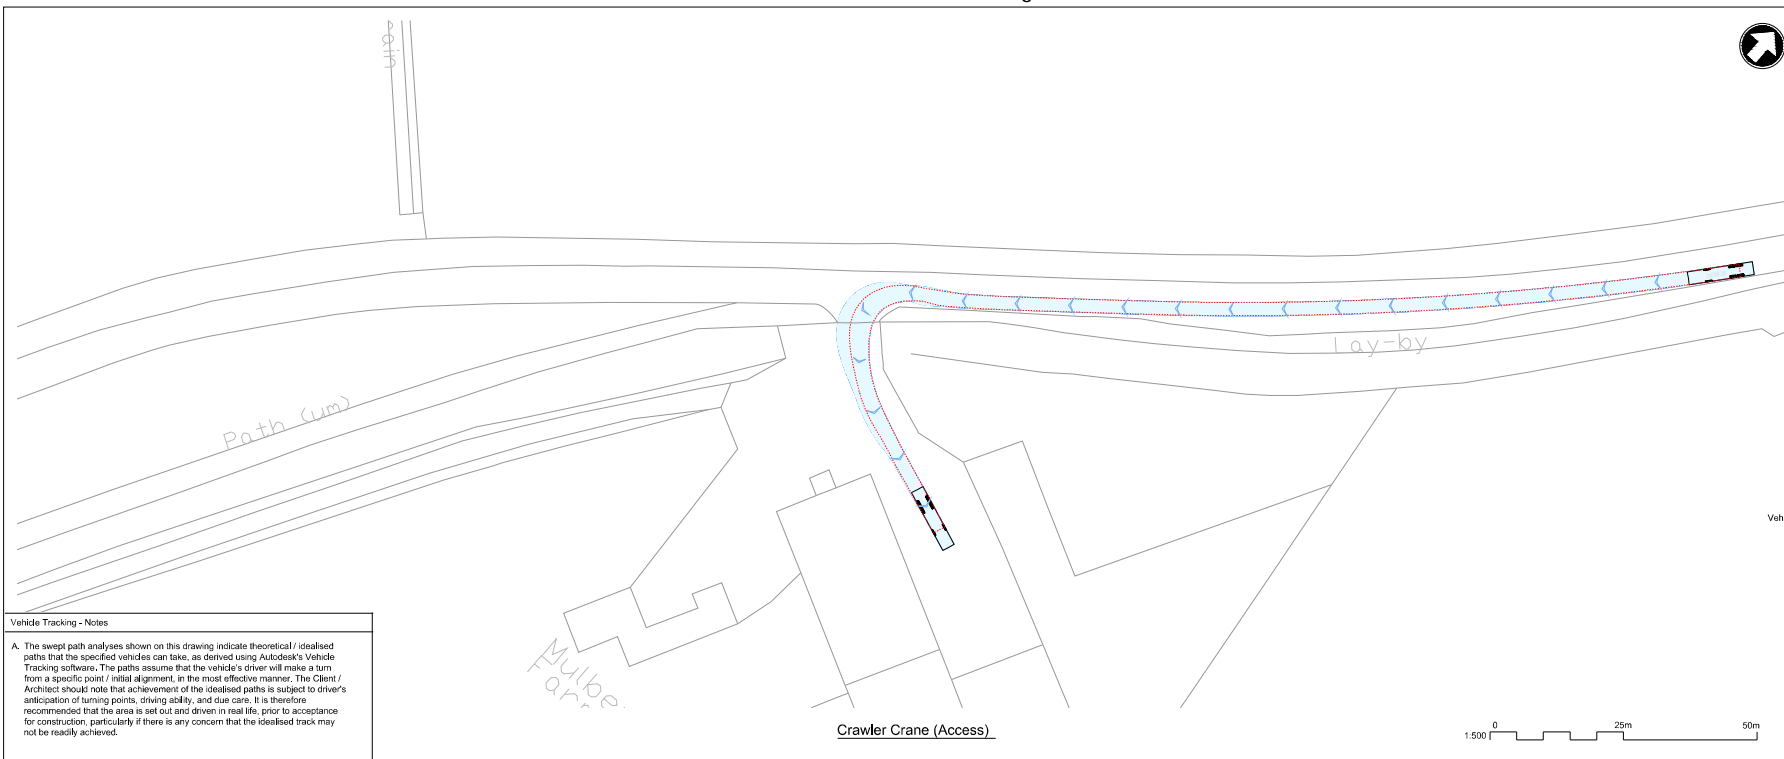 ain
Path (um)
Lay-by
Veh
Vehicle Tracking - Notes
A. The swept path analyses shown on this drawing indicate theoretical / idealised
paths that the specified vehicles can take, as derived using Autodesk's Vehicle
Tracking software. The paths assume that the vehicle's driver will make a turn
from a specific point / initial alignment, in the most effective manner. The Client /
Architect should note that achievement of the idealised paths is subject to driver's
anticipation of turning points, driving ability, and due care. It is therefore
recommended that the area is set out and driven in real life, prior to acceptance
for construction, particularly if there is any concern that the idealised track may
not be readily achieved.
Mulbe
Far
Crawler Crane (Access)
0 25m 50m
1:500